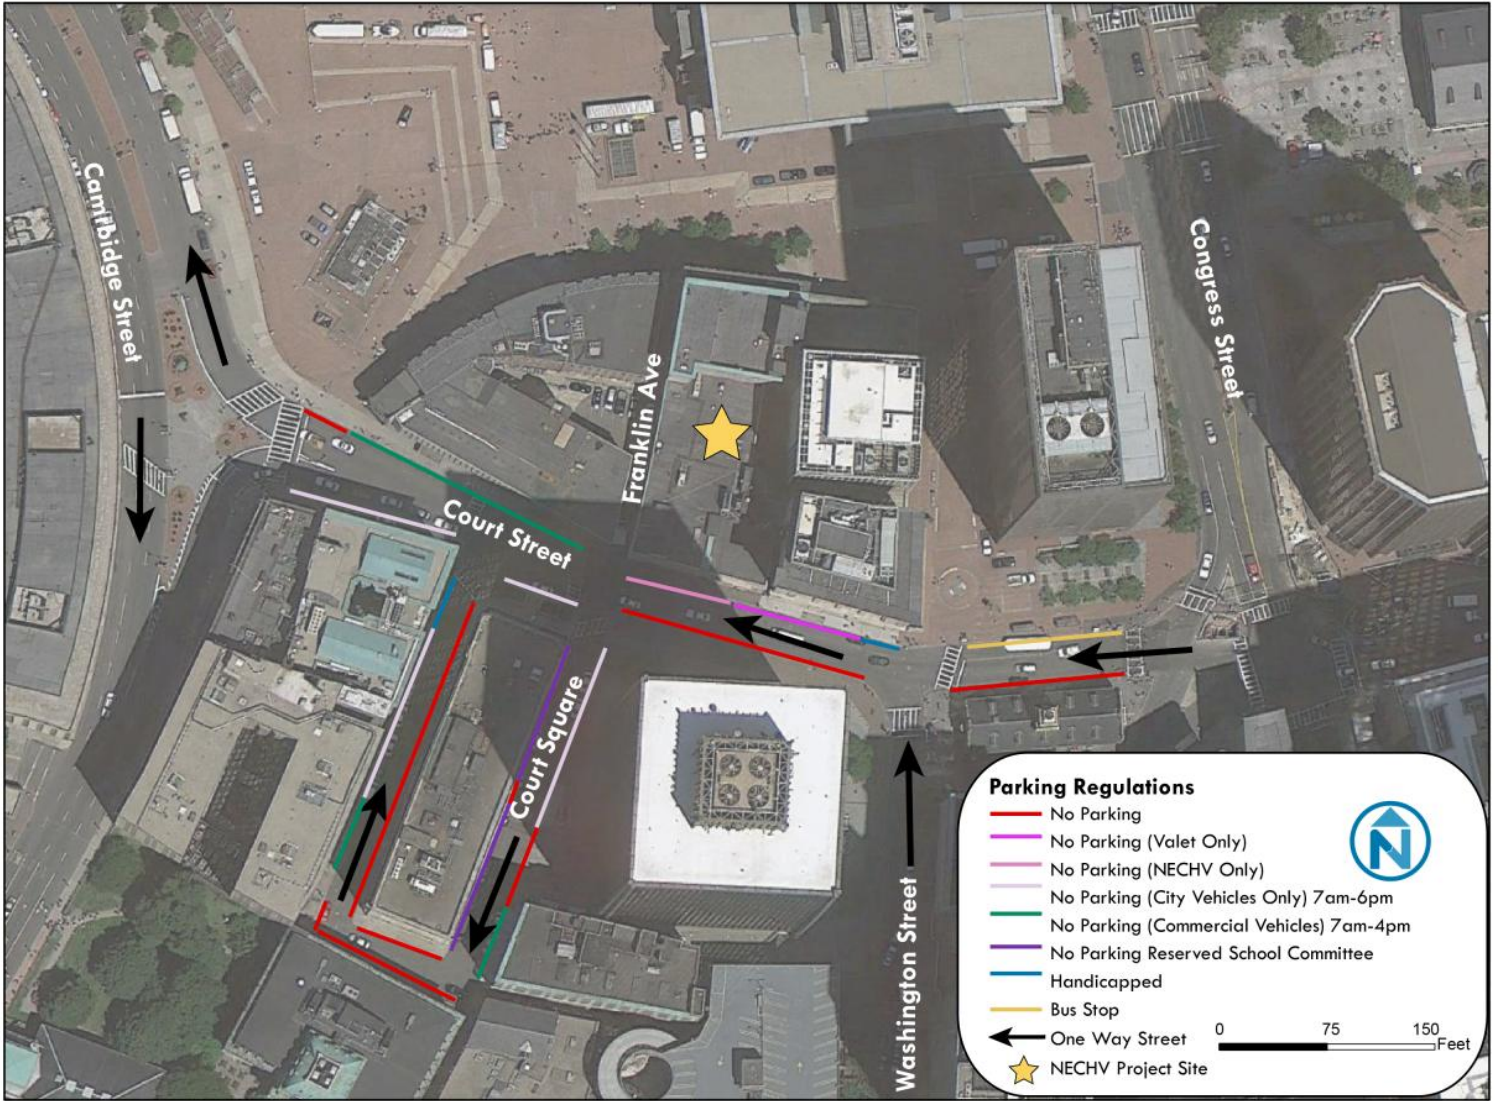 Cambridge Street
Congress Street
Franklin Ave
Court Street
Court Square
Washington Street
Parking Regulations
No Parking
No Parking (Valet Only)
No Parking (NECHV Only)
No Parking (City Vehicles Only) 7am-6pm
No Parking (Commercial Vehicles) 7am-4pm
No Parking Reserved School Committee
Handicapped
Bus Stop
One Way Street
NECHV Project Site
N
0 75 150
Feet